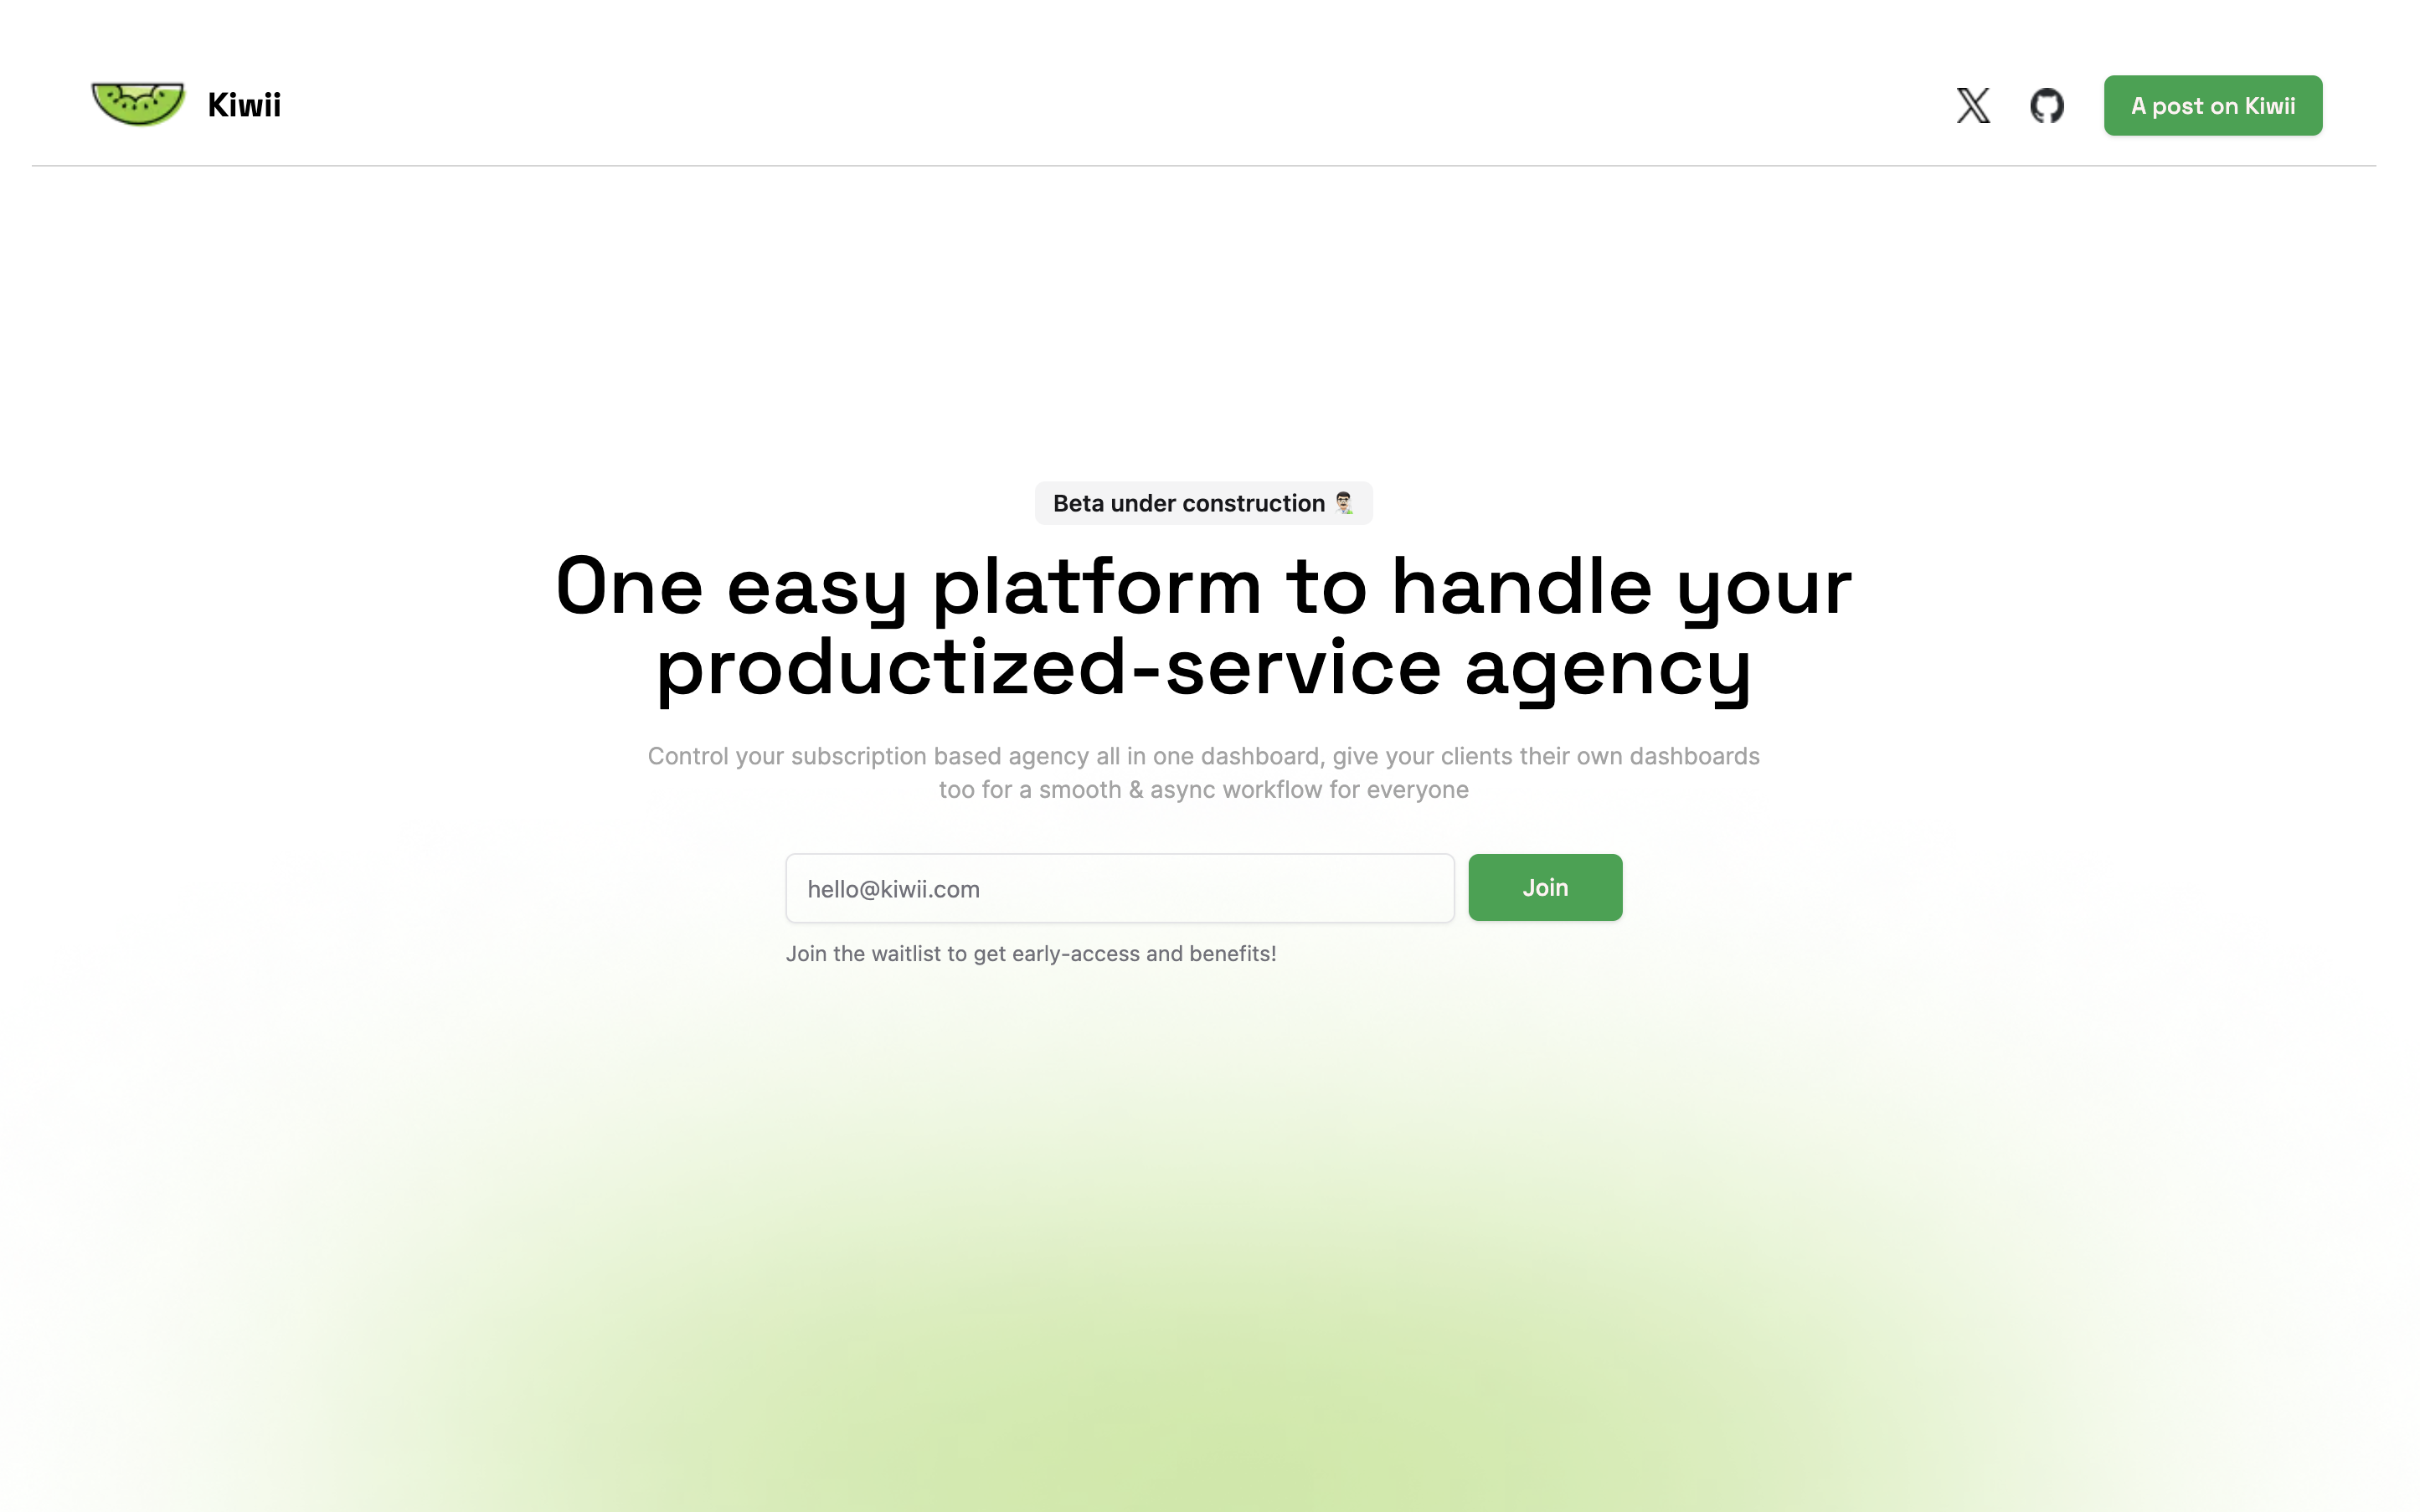 Kiwii
A post on Kiwii
Beta under construction
One easy platform to handle your
productized-service agency
Control your subscription based agency all in one dashboard, give your clients their own dashboards
too for a smooth & async workflow for everyone
hello@kiwii.com
Join
Join the waitlist to get early-access and benefits!